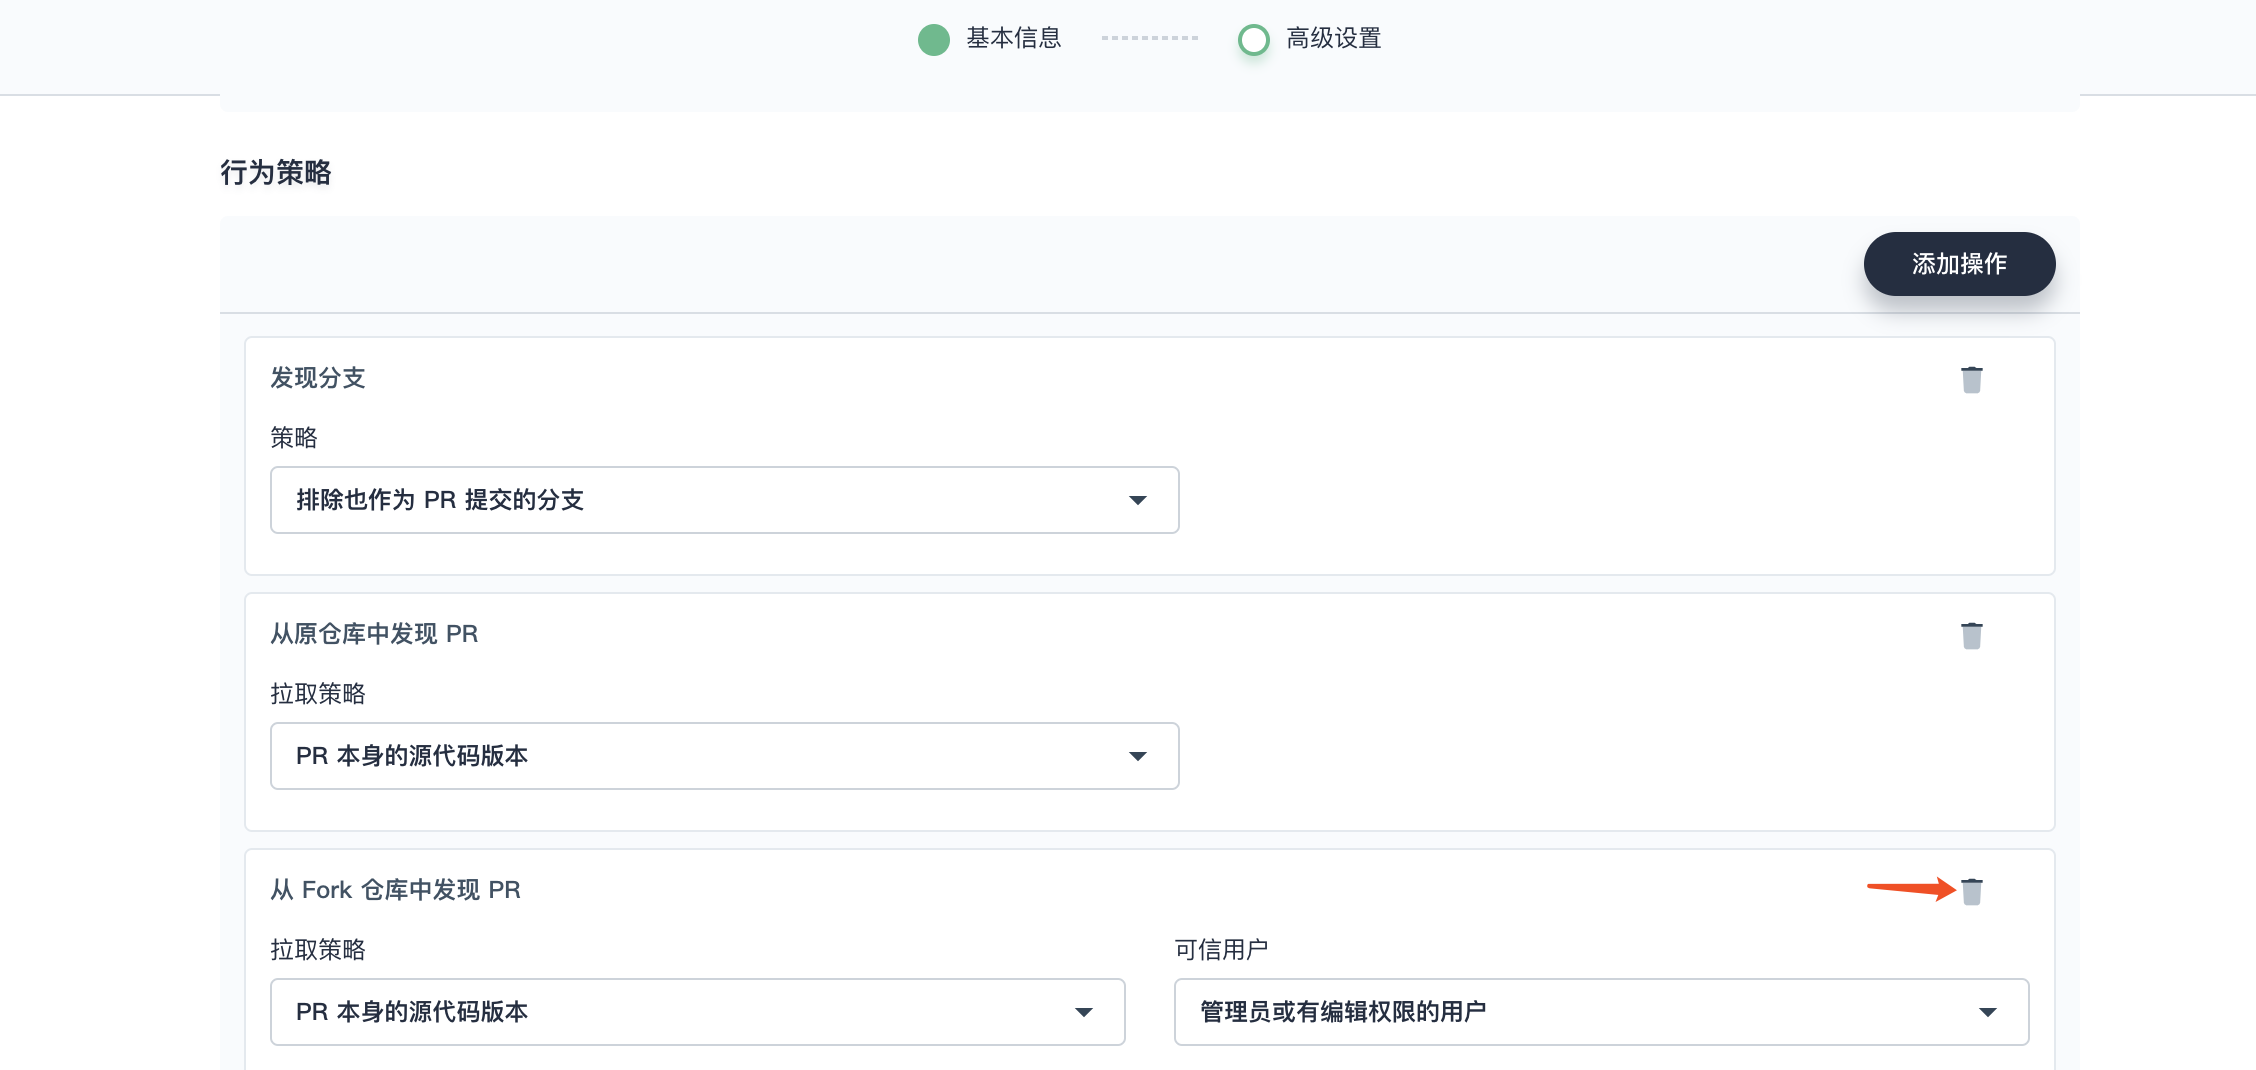 基本信息 高级设置
行为策略
添加操作
发现分支
策略
排除也作为 PR 提交的分支
从原仓库中发现 PR
拉取策略
PR 本身的源代码版本
从 Fork 仓库中发现 PR
拉取策略 可信用户
PR 本身的源代码版本 管理员或有编辑权限的用户